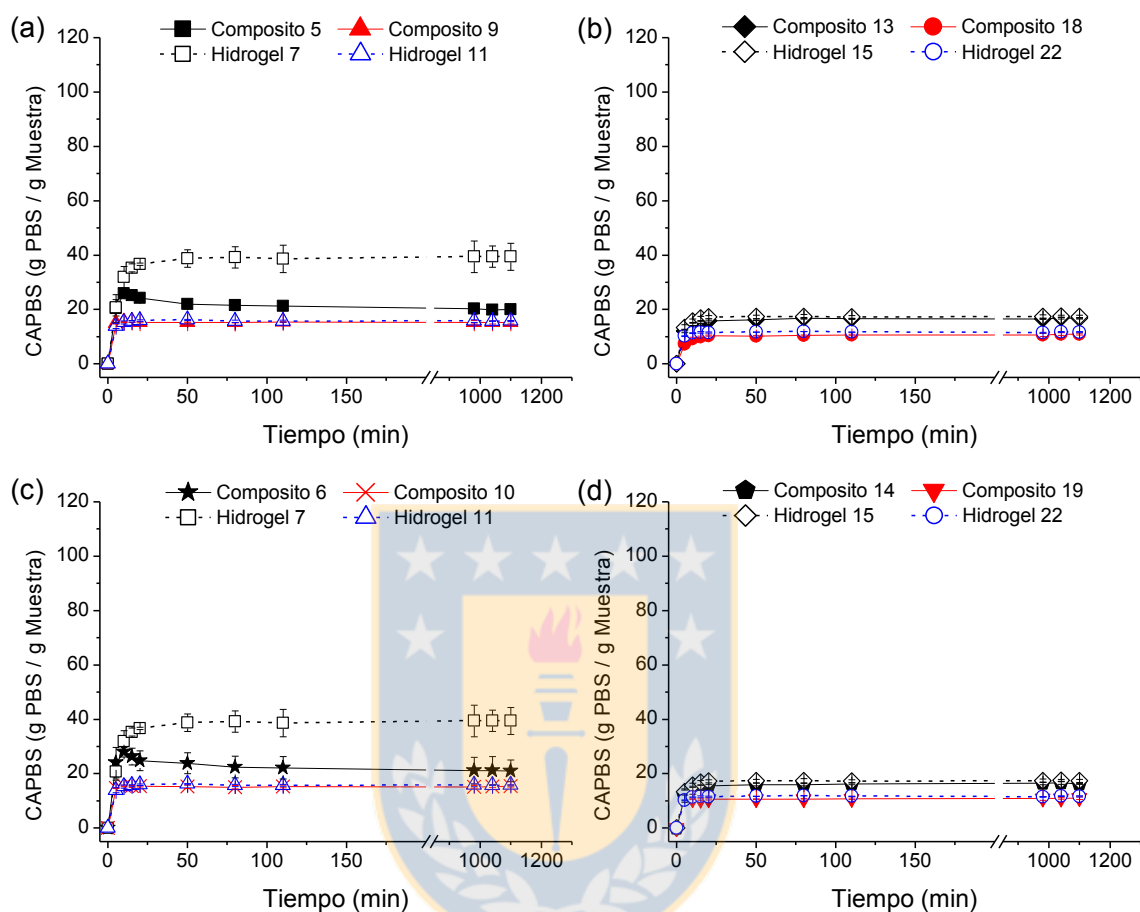 (a)
Composito 5 Composito 9
Hidrogel 7 Hidrogel 11
120
100
80
60
40
20
0
CAPBS (g PBS / g Muestra)
0 50 100 150 1000 1200
Tiempo (min)
(b)
Composito 13 Composito 18
Hidrogel 15 Hidrogel 22
120
100
80
60
40
20
0
CAPBS (g PBS / g Muestra)
0 50 100 150 1000 1200
Tiempo (min)
(c)
Composito 6 Composito 10
Hidrogel 7 Hidrogel 11
120
100
80
60
40
20
0
CAPBS (g PBS / g Muestra)
0 50 100 150 1000 1200
Tiempo (min)
(d)
Composito 14 Composito 19
Hidrogel 15 Hidrogel 22
120
100
80
60
40
20
0
CAPBS (g PBS / g Muestra)
0 50 100 150 1000 1200
Tiempo (min)